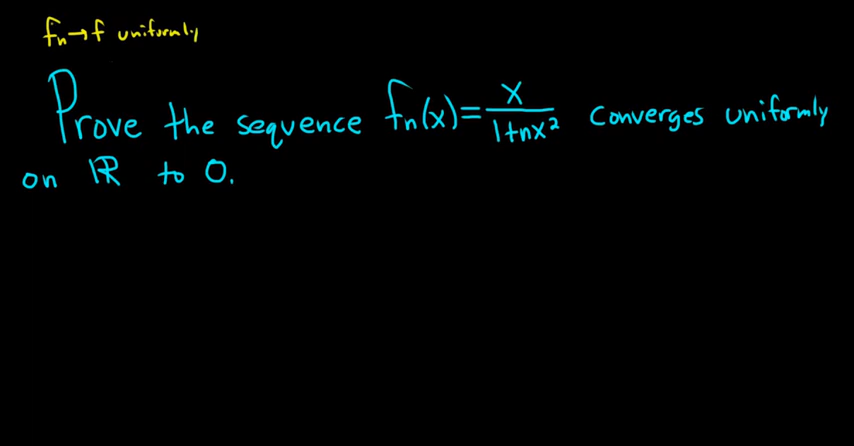 fₙ→f uniformly
Prove the sequence fₙ(x)=x/(1+nx²) converges uniformly
on ℝ to 0.